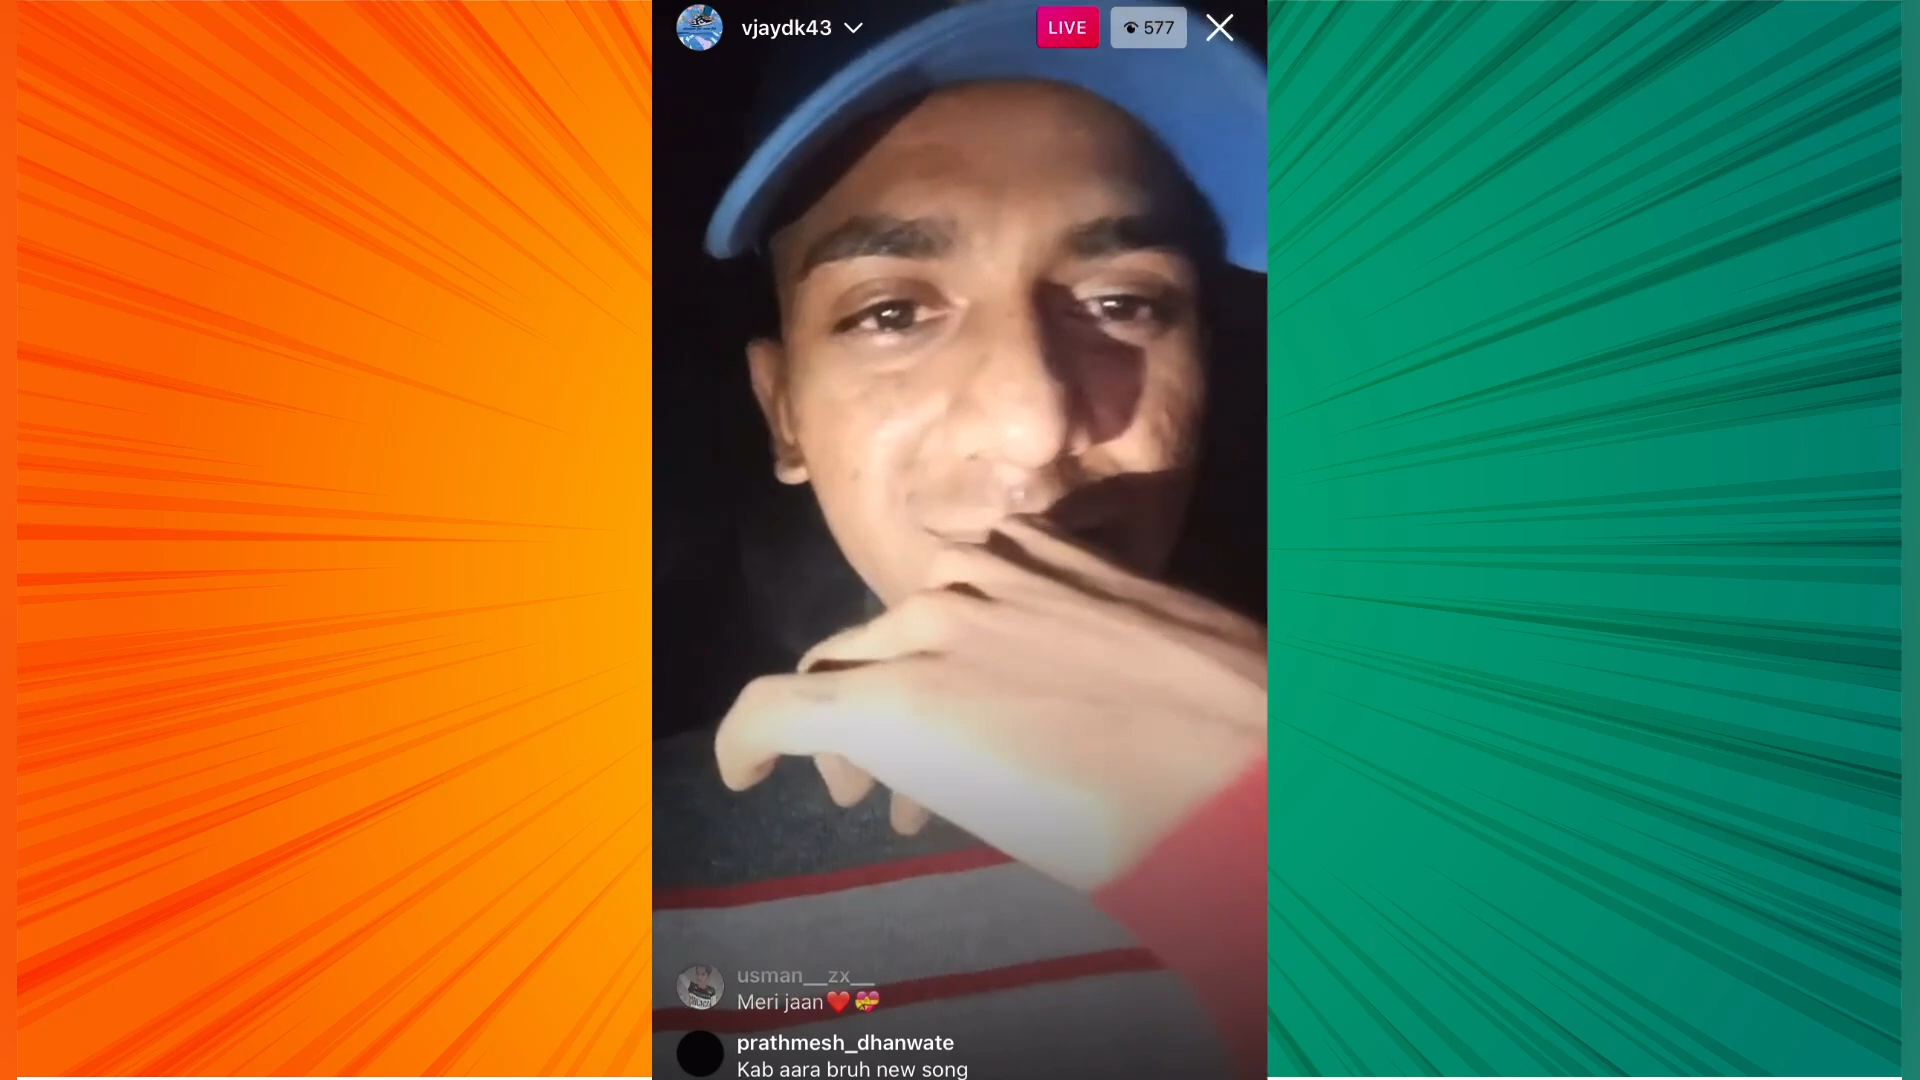 vjaydk43
LIVE
577
usman__zx__
Meri jaan❤️💝
prathmesh_dhanwate
Kab aara bruh new song